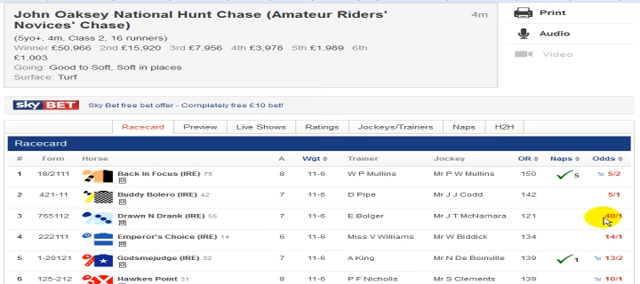 John Oaksey National Hunt Chase (Amateur Riders' 4m
Novices' Chase)
(5yo+, 4m, Class 2, 16 runners)
Winner £50,966 2nd £15,920 3rd £7,956 4th £3,978 5th £1,989 6th
£1,003
Going: Good to Soft, Soft in places
Surface: Turf
Print
Audio
Video
sky BET Sky Bet free bet offer - Completely free £10 bet!
Racecard Preview Live Shows Ratings Jockeys/Trainers Naps H2H
Racecard
# Form Horse A Wgt Trainer Jockey OR Naps Odds
1 18/2111 Back In Focus (IRE) 75 8 11-6 W P Mullins Mr P W Mullins 150 5 5/2
2 421-11 Buddy Bolero (IRE) 42 7 11-6 D Pipe Mr J J Codd 142 5/1
3 765112 Drawn N Drank (IRE) 55 7 11-6 E Bolger Mr J T McNamara 121 40/1
4 222111 Emperor's Choice (IRE) 14 6 11-6 Miss V Williams Mr W Biddick 134 14/1
5 1-20121 Godsmejudge (IRE) 32 7 11-6 A King Mr N De Boinville 139 1 13/2
6 125-212 Hawkes Point 31 8 11-6 P F Nicholls Mr S Clements 139 10/1